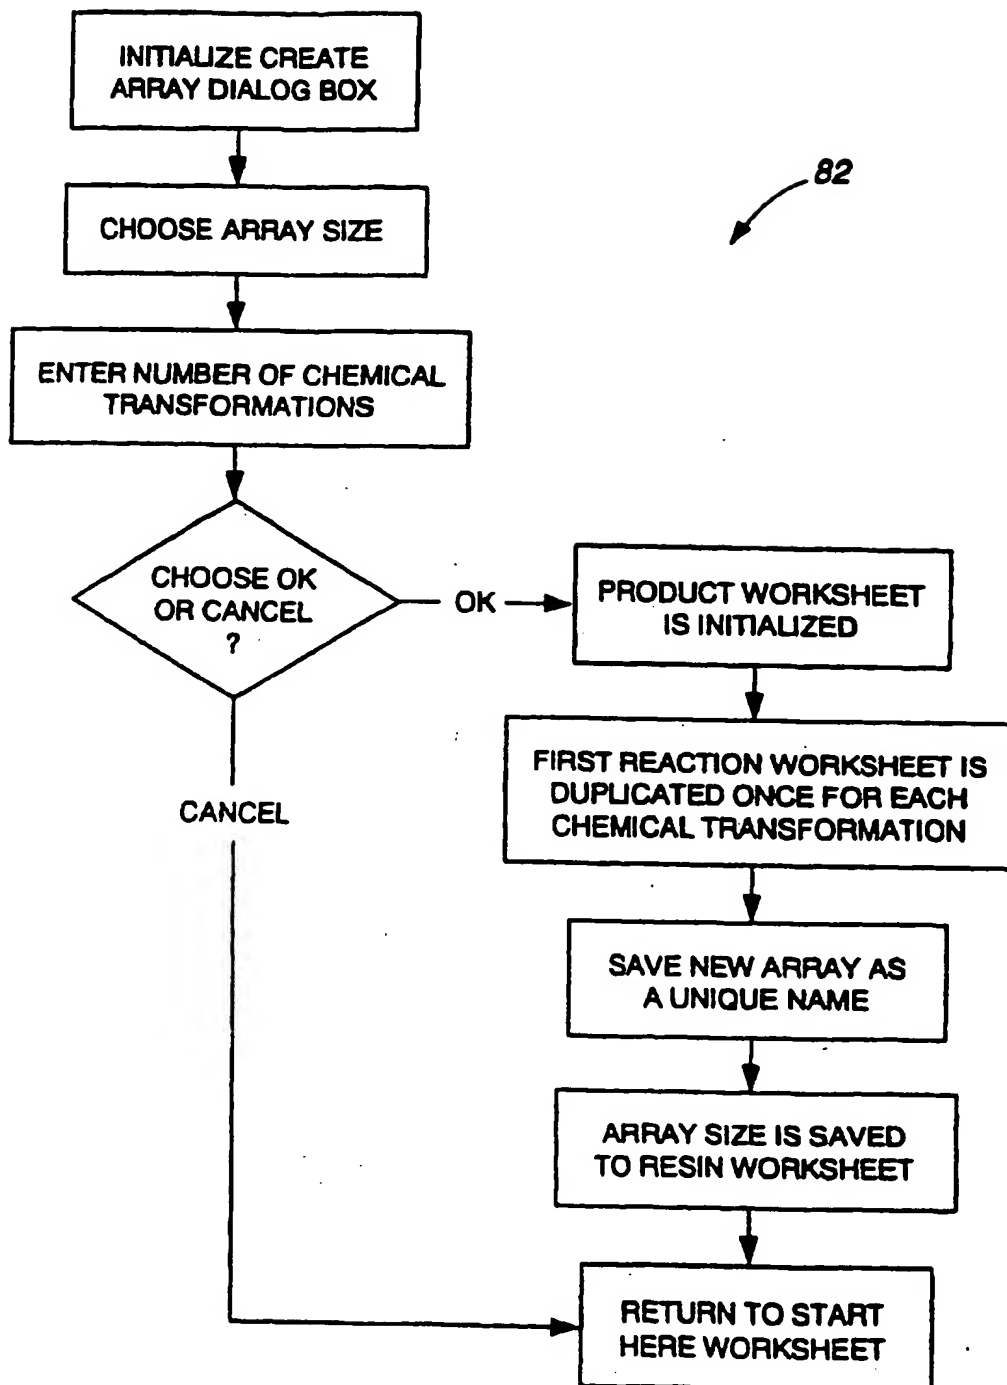 INITIALIZE CREATE
ARRAY DIALOG BOX
82
CHOOSE ARRAY SIZE
ENTER NUMBER OF CHEMICAL
TRANSFORMATIONS
CHOOSE OK
OR CANCEL
?
OK
PRODUCT WORKSHEET
IS INITIALIZED
FIRST REACTION WORKSHEET IS
DUPLICATED ONCE FOR EACH
CHEMICAL TRANSFORMATION
CANCEL
SAVE NEW ARRAY AS
A UNIQUE NAME
ARRAY SIZE IS SAVED
TO RESIN WORKSHEET
RETURN TO START
HERE WORKSHEET